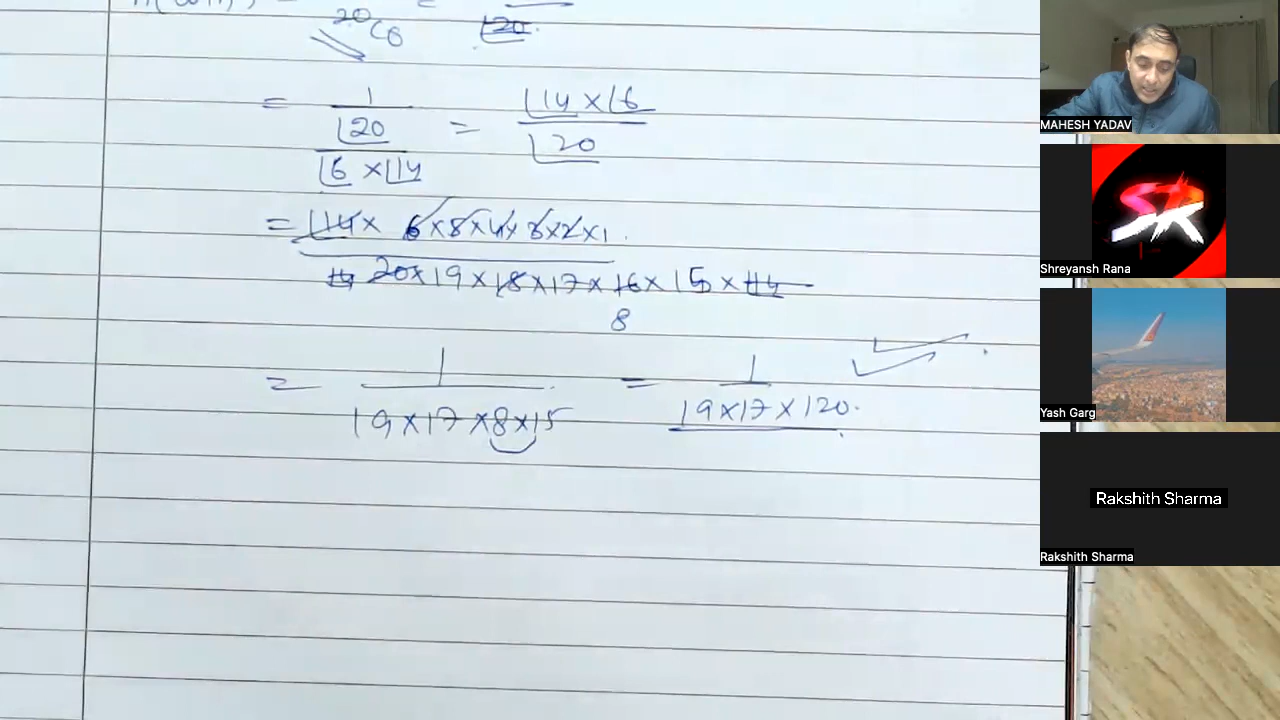 ²⁰C₆
= 1 / (⌊20 / (⌊6 × ⌊14)) = (⌊14 × ⌊6) / ⌊20
= ⌊14 × 6×5×4×3×2×1 .
20×19×18×17×16×15×14
8
= 1 / (19×17×8×15) = 1 / (19×17×120.)
MAHESH YADAV
SR
Shreyansh Rana
Yash Garg
Rakshith Sharma
Rakshith Sharma